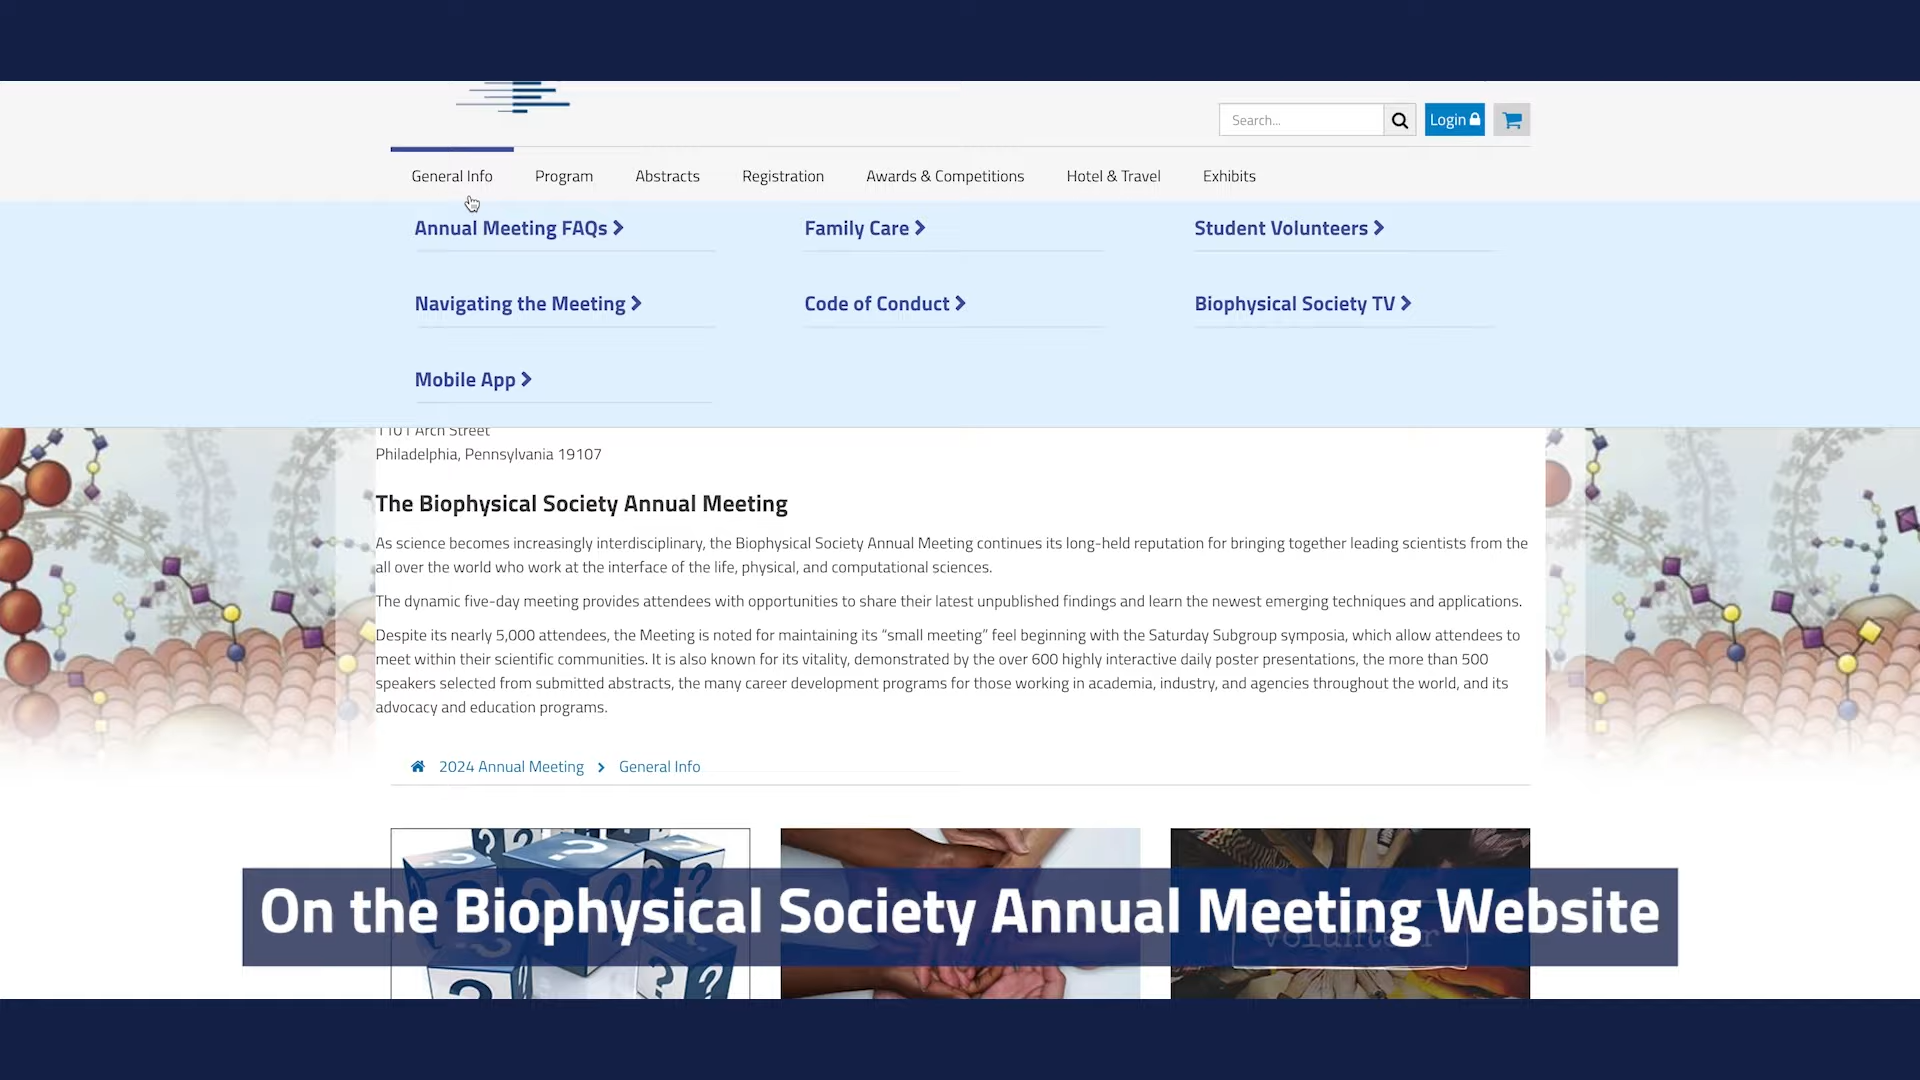 Search...
Login
General Info
Program
Abstracts
Registration
Awards & Competitions
Hotel & Travel
Exhibits
Annual Meeting FAQs
Family Care
Student Volunteers
Navigating the Meeting
Code of Conduct
Biophysical Society TV
Mobile App
1101 Arch Street
Philadelphia, Pennsylvania 19107
The Biophysical Society Annual Meeting
As science becomes increasingly interdisciplinary, the Biophysical Society Annual Meeting continues its long-held reputation for bringing together leading scientists from the
all over the world who work at the interface of the life, physical, and computational sciences.
The dynamic five-day meeting provides attendees with opportunities to share their latest unpublished findings and learn the newest emerging techniques and applications.
Despite its nearly 5,000 attendees, the Meeting is noted for maintaining its “small meeting” feel beginning with the Saturday Subgroup symposia, which allow attendees to
meet within their scientific communities. It is also known for its vitality, demonstrated by the over 600 highly interactive daily poster presentations, the more than 500
speakers selected from submitted abstracts, the many career development programs for those working in academia, industry, and agencies throughout the world, and its
advocacy and education programs.
2024 Annual Meeting > General Info
On the Biophysical Society Annual Meeting Website
Volunteer